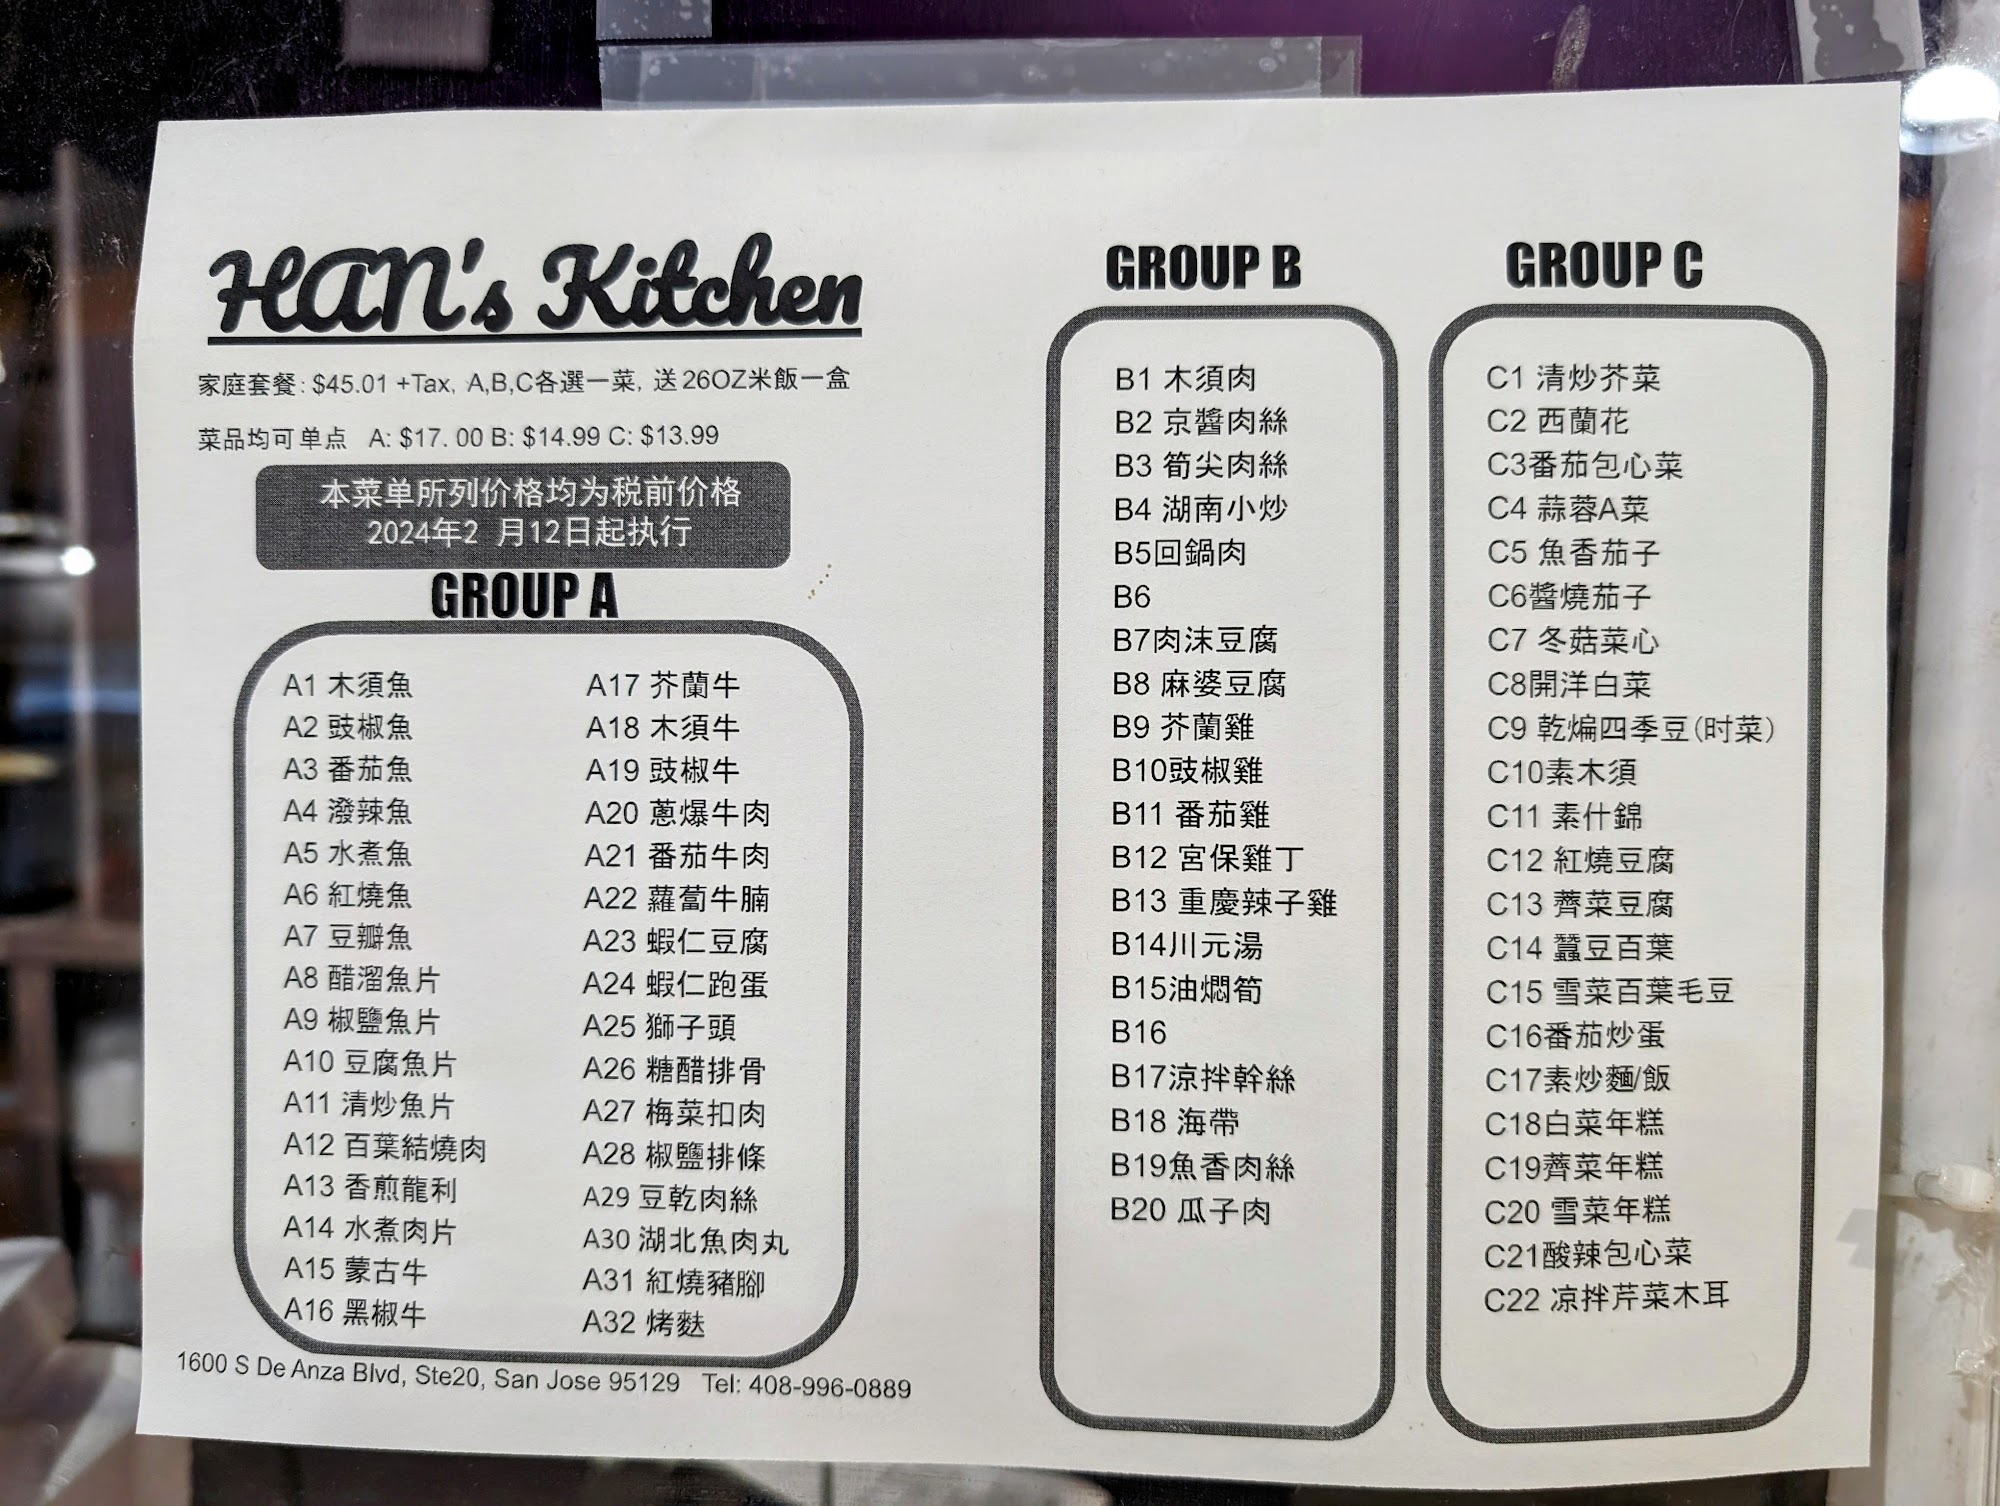 HAN's Kitchen
家庭套餐: $45.01 +Tax, A,B,C各選一菜, 送26OZ米飯一盒
菜品均可单点 A: $17.00 B: $14.99 C: $13.99
本菜单所列价格均为税前价格
2024年2 月12日起执行
GROUP A
A1 木須魚
A2 豉椒魚
A3 番茄魚
A4 潑辣魚
A5 水煮魚
A6 紅燒魚
A7 豆瓣魚
A8 醋溜魚片
A9 椒鹽魚片
A10 豆腐魚片
A11 清炒魚片
A12 百葉結燒肉
A13 香煎龍利
A14 水煮肉片
A15 蒙古牛
A16 黑椒牛
A17 芥蘭牛
A18 木須牛
A19 豉椒牛
A20 蔥爆牛肉
A21 番茄牛肉
A22 蘿蔔牛腩
A23 蝦仁豆腐
A24 蝦仁跑蛋
A25 獅子頭
A26 糖醋排骨
A27 梅菜扣肉
A28 椒鹽排條
A29 豆乾肉絲
A30 湖北魚肉丸
A31 紅燒豬腳
A32 烤麩
1600 S De Anza Blvd, Ste20, San Jose 95129 Tel: 408-996-0889
GROUP B
B1 木須肉
B2 京醬肉絲
B3 筍尖肉絲
B4 湖南小炒
B5回鍋肉
B6
B7肉沫豆腐
B8 麻婆豆腐
B9 芥蘭雞
B10豉椒雞
B11 番茄雞
B12 宮保雞丁
B13 重慶辣子雞
B14川元湯
B15油燜筍
B16
B17涼拌幹絲
B18 海帶
B19魚香肉絲
B20 瓜子肉
GROUP C
C1 清炒芥菜
C2 西蘭花
C3番茄包心菜
C4 蒜蓉A菜
C5 魚香茄子
C6醬燒茄子
C7 冬菇菜心
C8開洋白菜
C9 乾煸四季豆(时菜)
C10素木須
C11 素什錦
C12 紅燒豆腐
C13 薺菜豆腐
C14 蠶豆百葉
C15 雪菜百葉毛豆
C16番茄炒蛋
C17素炒麵/飯
C18白菜年糕
C19薺菜年糕
C20 雪菜年糕
C21酸辣包心菜
C22 凉拌芹菜木耳